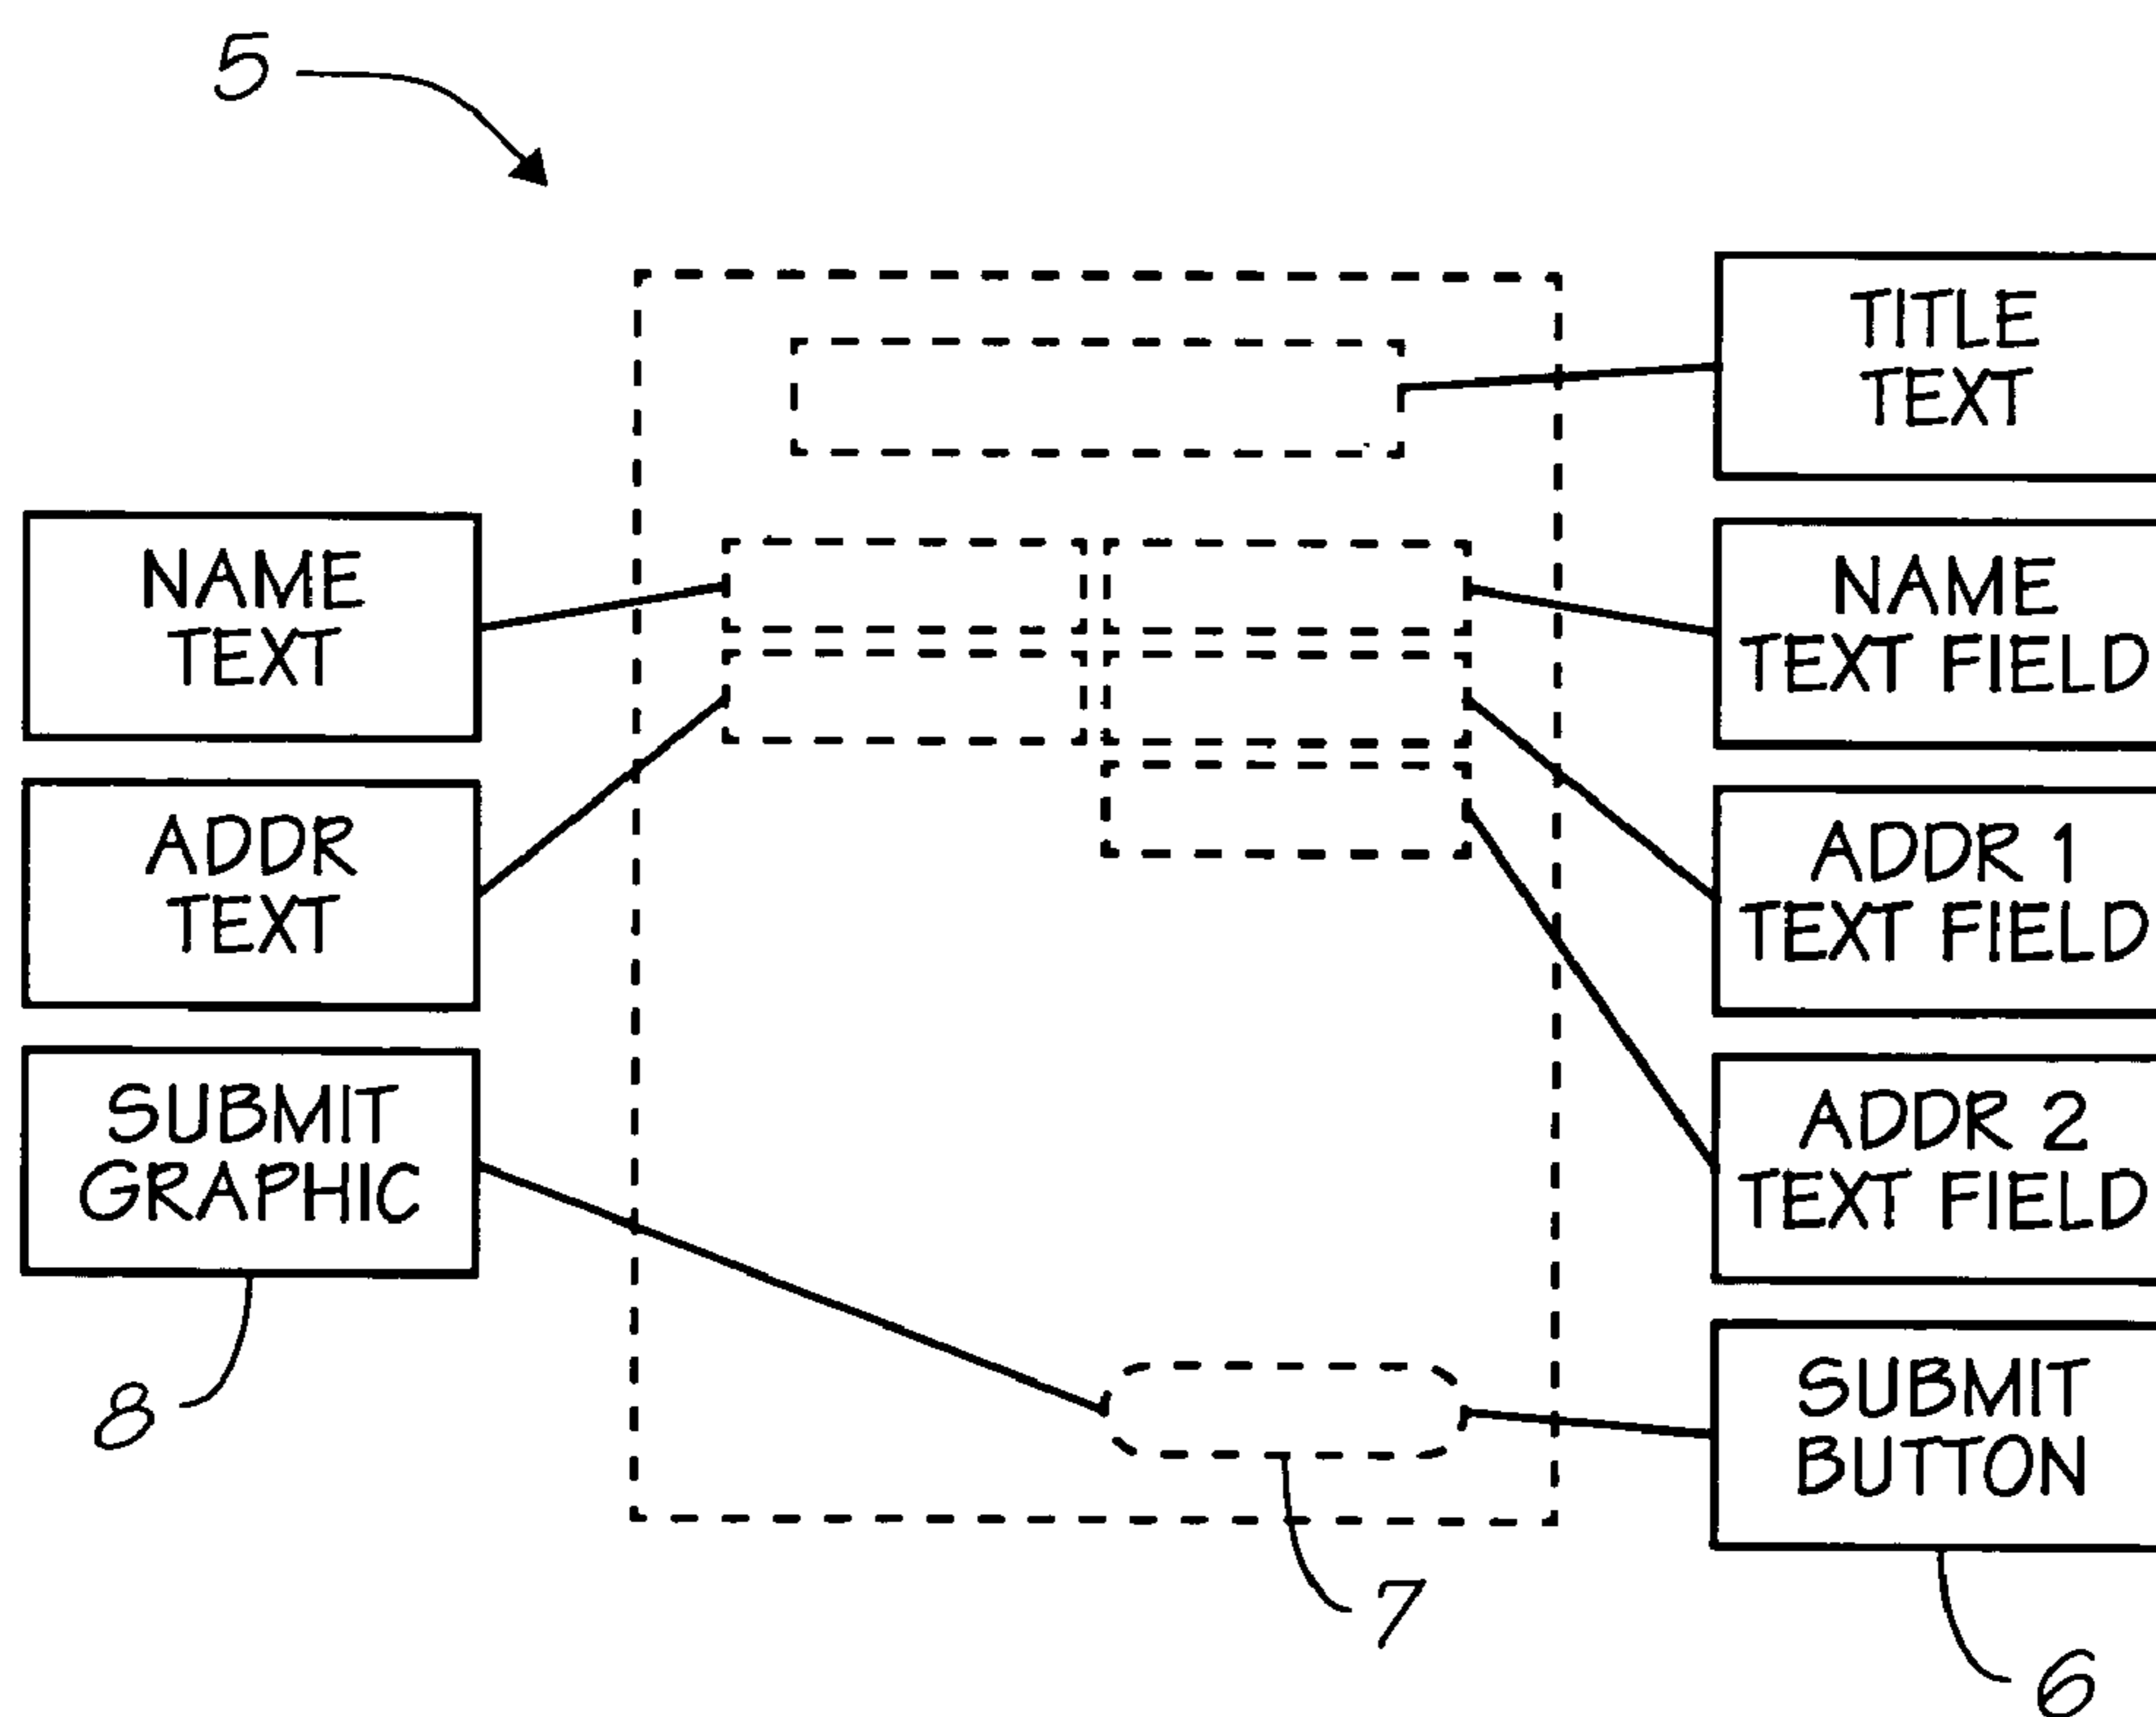 5
TITLE
TEXT
NAME
TEXT
NAME
TEXT FIELD
ADDR
TEXT
ADDR 1
TEXT FIELD
SUBMIT
GRAPHIC
ADDR 2
TEXT FIELD
8
SUBMIT
BUTTON
7
6